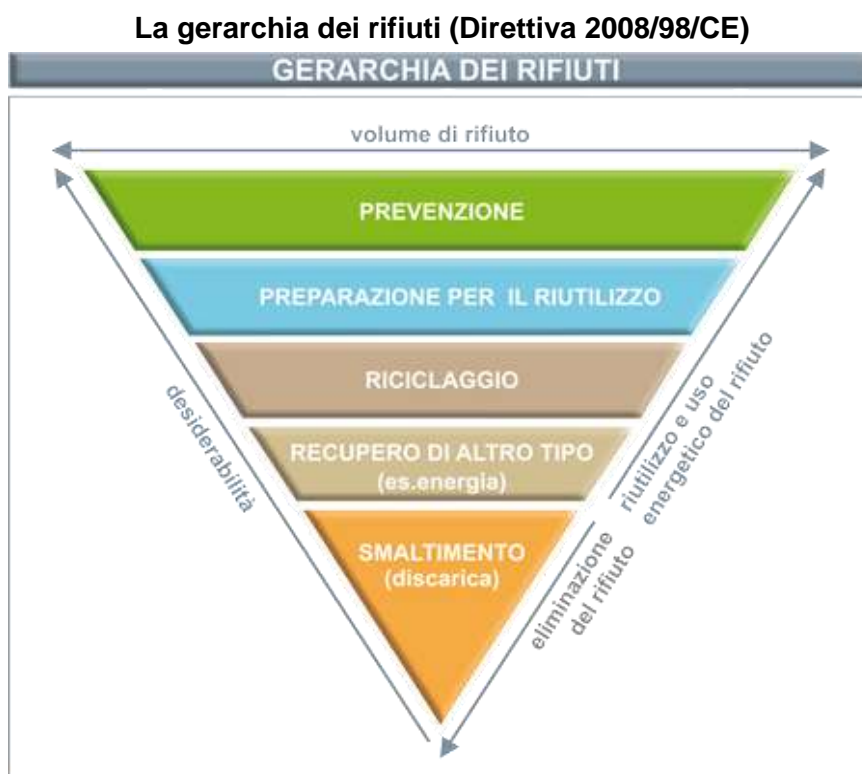 La gerarchia dei rifiuti (Direttiva 2008/98/CE)
GERARCHIA DEI RIFIUTI
volume di rifiuto
PREVENZIONE
PREPARAZIONE PER IL RIUTILIZZO
RICICLAGGIO
RECUPERO DI ALTRO TIPO
(es.energia)
SMALTIMENTO
(discarica)
desiderabilità
riutilizzo e uso
energetico del rifiuto
eliminazione
del rifiuto